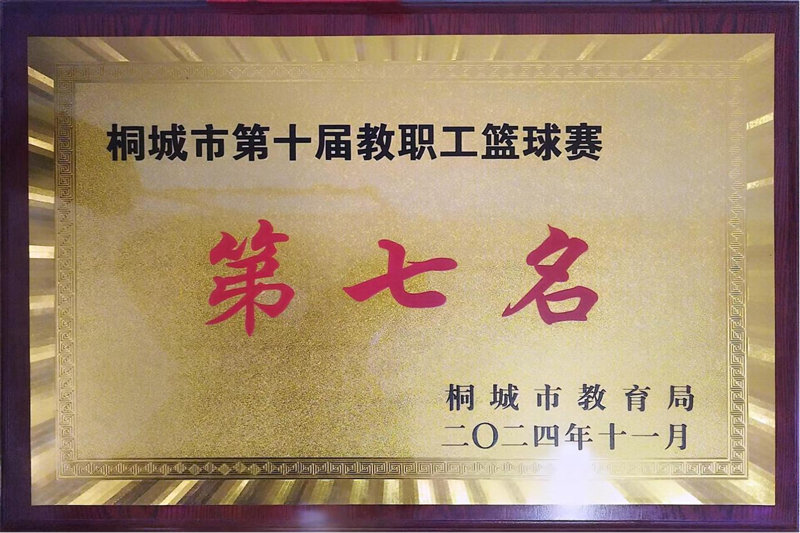 桐城市第十届教职工篮球赛
第七名
桐城市教育局
二〇二四年十一月